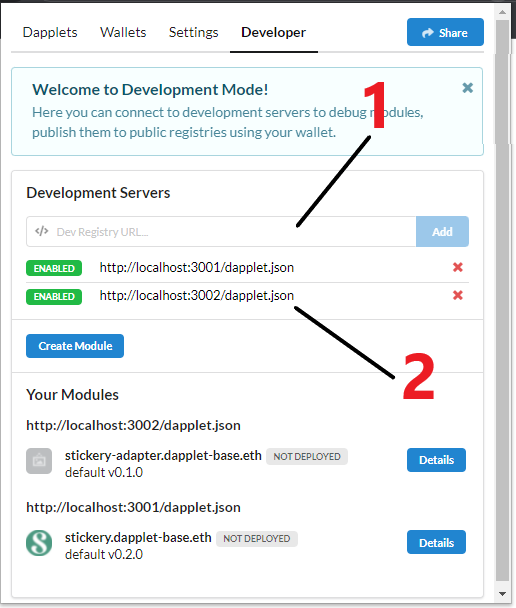 Dapplets Wallets Settings Developer Share
Welcome to Development Mode!
Here you can connect to development servers to debug modules,
publish them to public registries using your wallet.
1
Development Servers
</> Dev Registry URL... Add
ENABLED http://localhost:3001/dapplet.json
ENABLED http://localhost:3002/dapplet.json
Create Module
2
Your Modules
http://localhost:3002/dapplet.json
stickery-adapter.dapplet-base.eth NOT DEPLOYED Details
default v0.1.0
http://localhost:3001/dapplet.json
S stickery.dapplet-base.eth NOT DEPLOYED Details
default v0.2.0